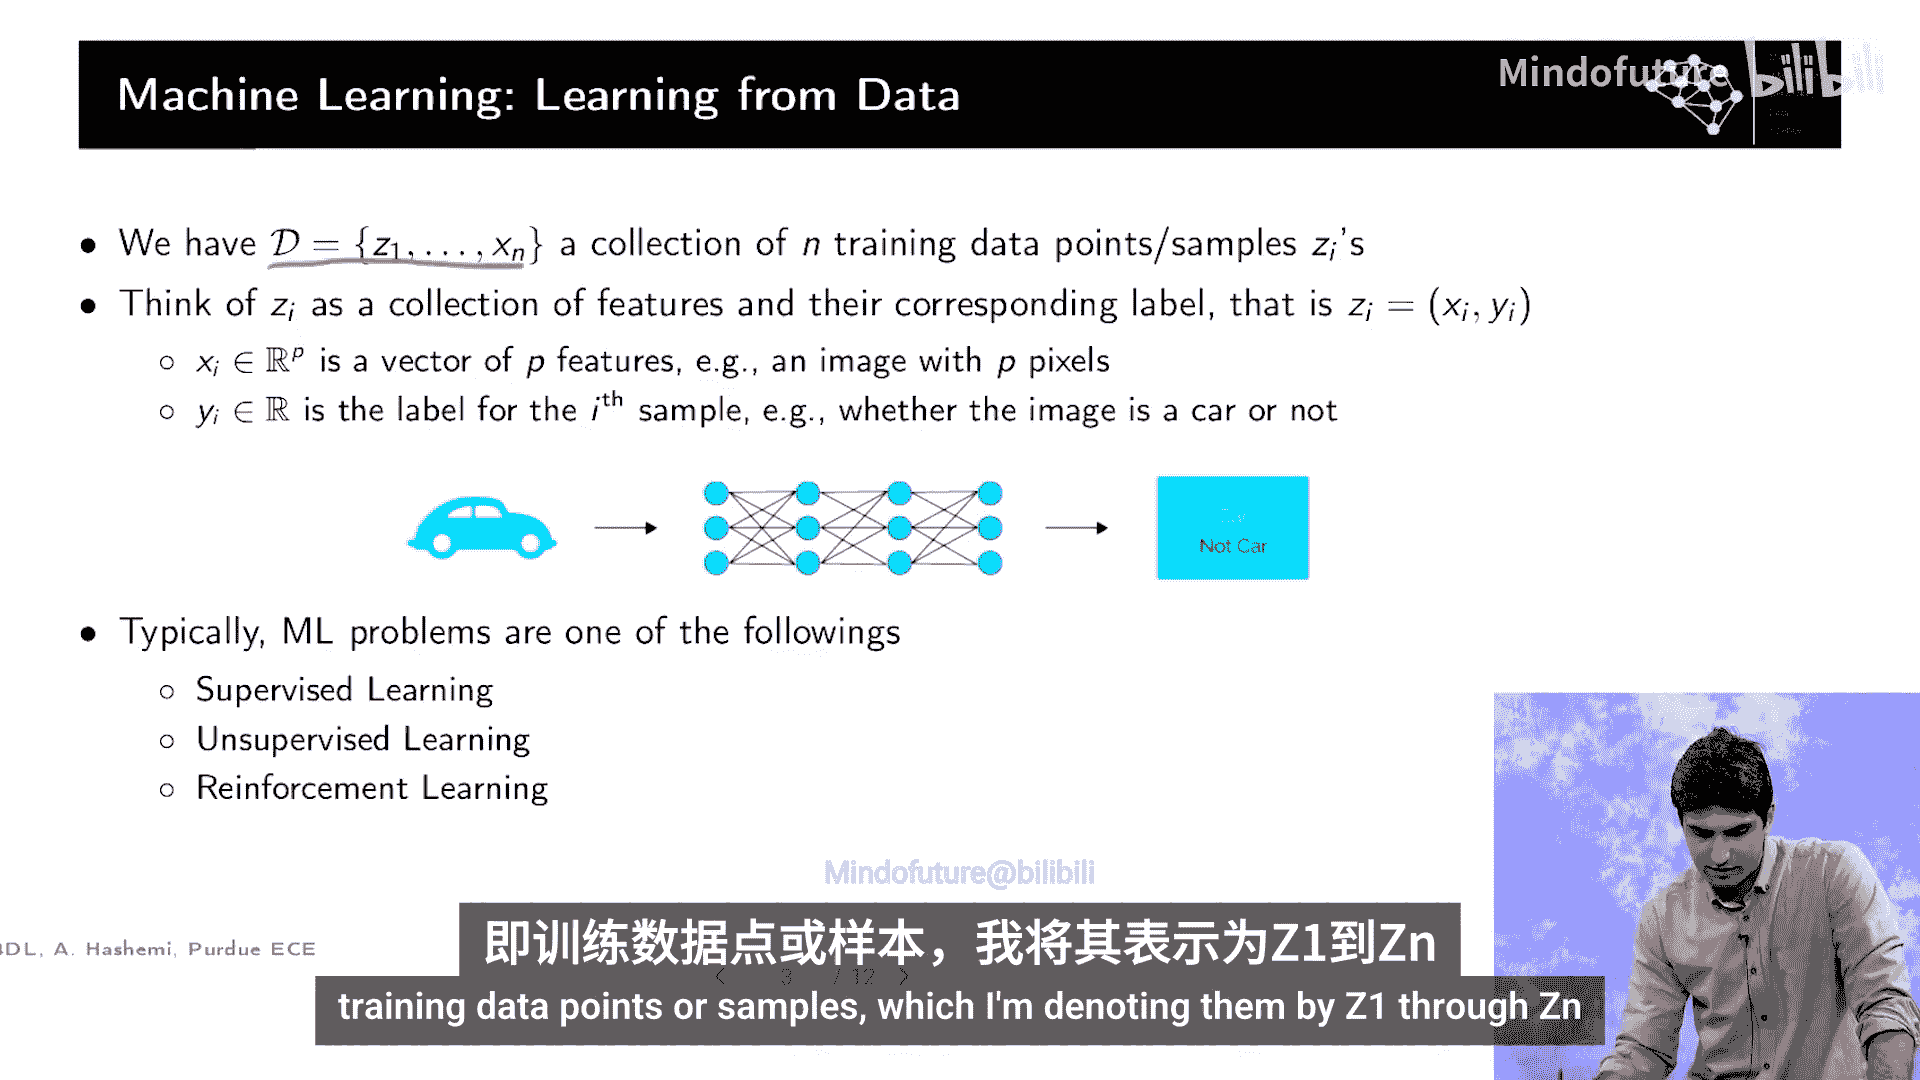 Machine Learning: Learning from Data
Mindofuture
bilibili
• We have 𝒟 = {z₁, . . . , xₙ} a collection of n training data points/samples zᵢ's
• Think of zᵢ as a collection of features and their corresponding label, that is zᵢ = (xᵢ, yᵢ)
○ xᵢ ∈ ℝᵖ is a vector of p features, e.g., an image with p pixels
○ yᵢ ∈ ℝ is the label for the iᵗʰ sample, e.g., whether the image is a car or not
Not Car
• Typically, ML problems are one of the followings
○ Supervised Learning
○ Unsupervised Learning
○ Reinforcement Learning
Mindofuture@bilibili
DL, A. Hashemi, Purdue ECE
即训练数据点或样本，我将其表示为Z1到Zn
3 / 12
training data points or samples, which I'm denoting them by Z1 through Zn